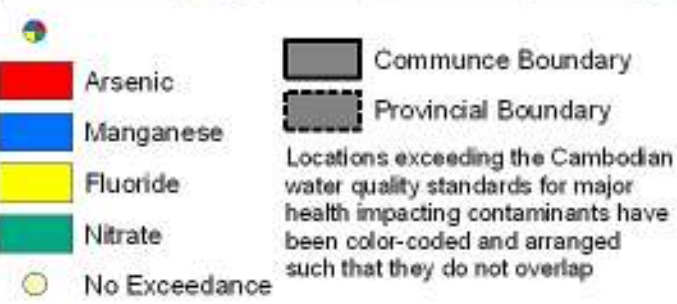 Arsenic
Manganese
Fluoride
Nitrate
No Exceedance
Communce Boundary
Provincial Boundary
Locations exceeding the Cambodian
water quality standards for major
health impacting contaminants have
been color-coded and arranged
such that they do not overlap